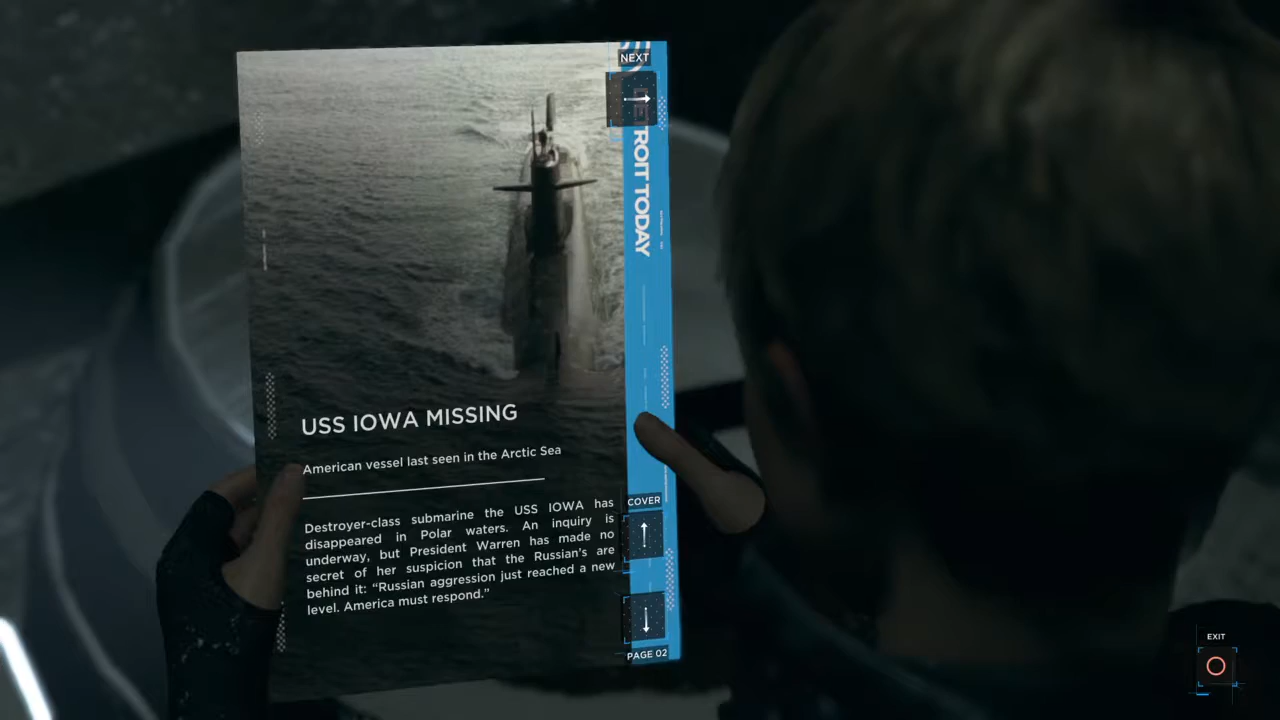 NEXT
DETROIT TODAY
USS IOWA MISSING
American vessel last seen in the Arctic Sea
Destroyer-class submarine the USS IOWA has
disappeared in Polar waters. An inquiry is
underway, but President Warren has made no
secret of her suspicion that the Russian's are
behind it: “Russian aggression just reached a new
level. America must respond.”
COVER
PAGE 02
EXIT